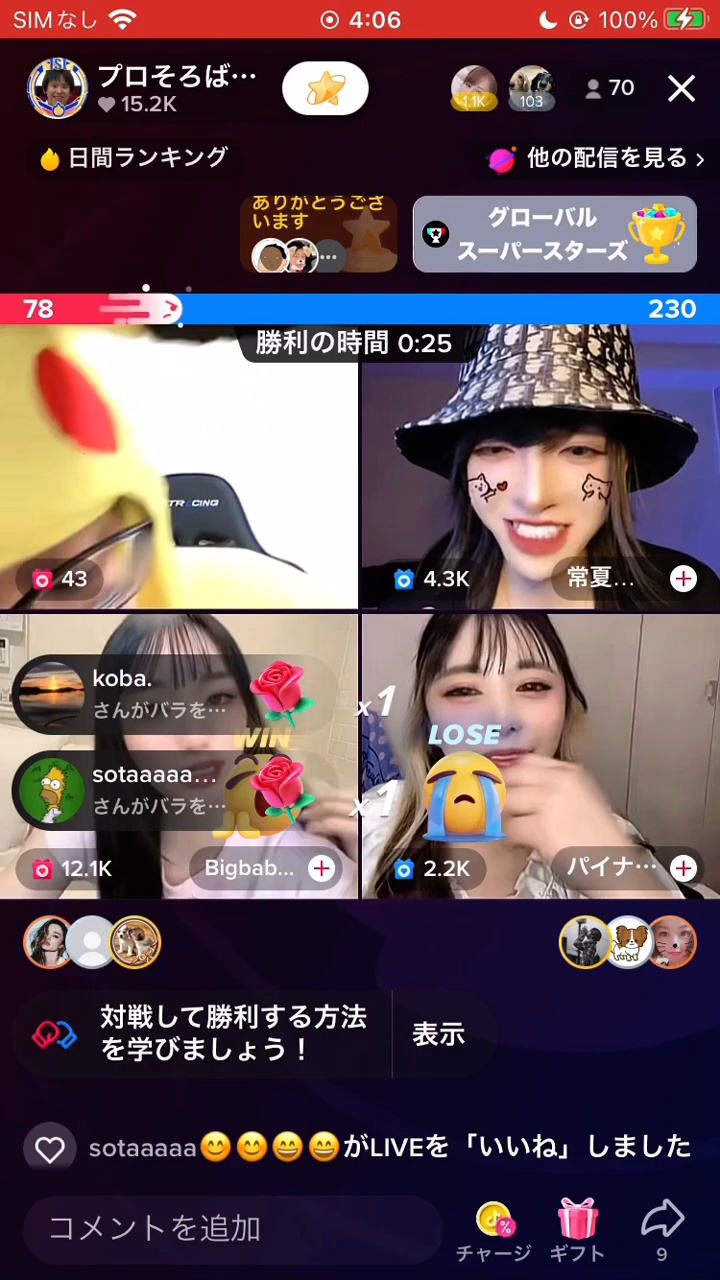 SIMなし
4:06
100%
プロそろば…
15.2K
1.1K
103
70
日間ランキング
他の配信を見る
ありがとうござ
います
グローバル
スーパースターズ
78
230
勝利の時間 0:25
43
4.3K
常夏…
koba.
さんがバラを…
x1
WIN
LOSE
sotaaaaa…
さんがバラを…
x1
12.1K
Bigbab…
2.2K
パイナ…
対戦して勝利する方法
を学びましょう！
表示
sotaaaaa😊😊😄😄がLIVEを「いいね」しました
コメントを追加
チャージ
ギフト
9